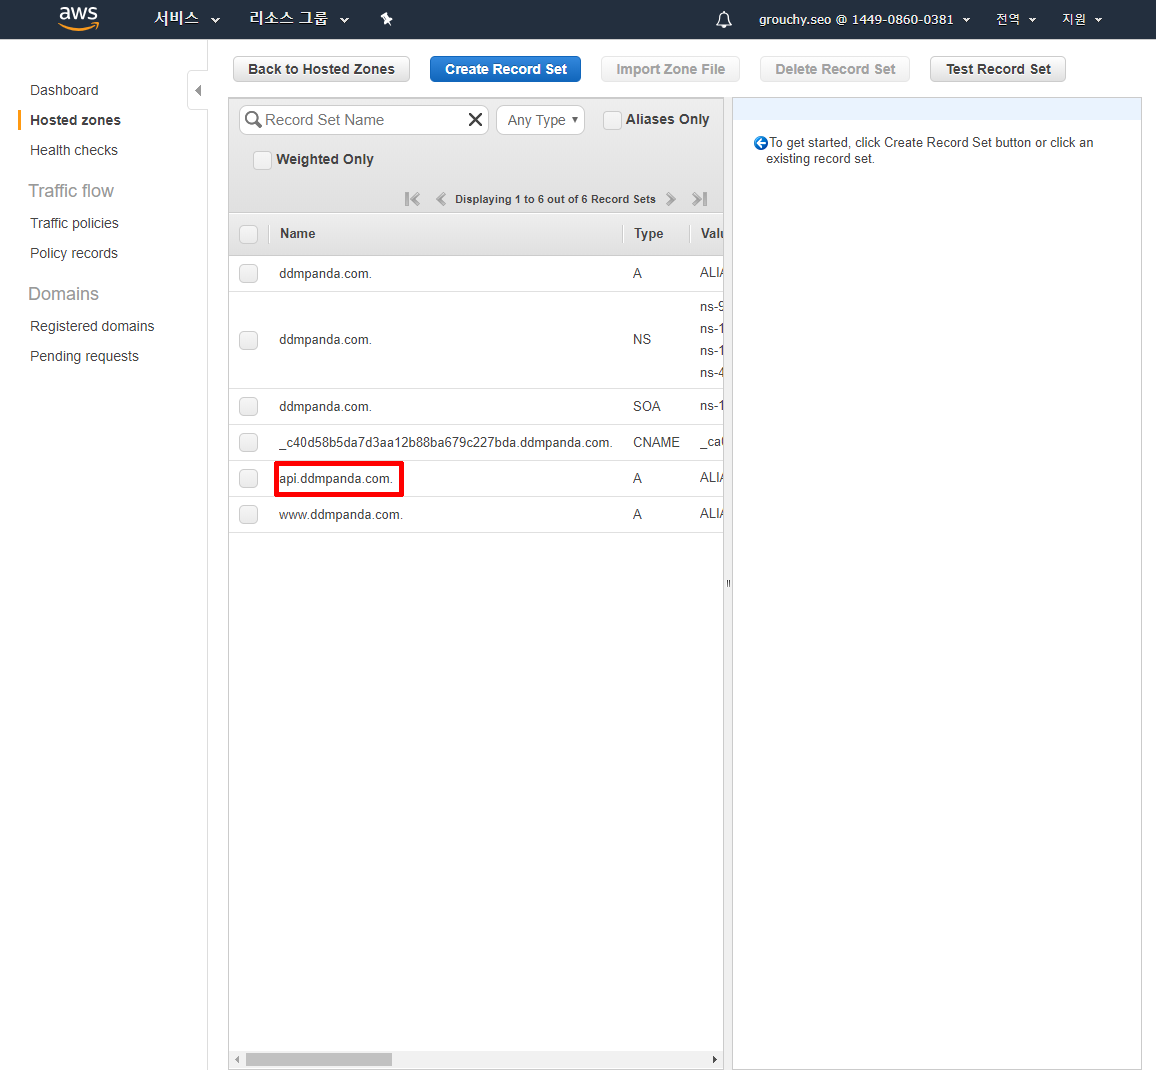 aws 서비스 리소스 그룹 grouchy.seo @ 1449-0860-0381 전역 지원
Dashboard
Hosted zones
Health checks
Traffic flow
Traffic policies
Policy records
Domains
Registered domains
Pending requests
Back to Hosted Zones Create Record Set Import Zone File Delete Record Set Test Record Set
Record Set Name Any Type Aliases Only
Weighted Only
Displaying 1 to 6 out of 6 Record Sets
Name Type Valu
ddmpanda.com. A ALIA
ddmpanda.com. NS ns-9
ns-1
ns-1
ns-4
ddmpanda.com. SOA ns-1
_c40d58b5da7d3aa12b88ba679c227bda.ddmpanda.com. CNAME _ca0
api.ddmpanda.com. A ALIA
www.ddmpanda.com. A ALIA
To get started, click Create Record Set button or click an
existing record set.